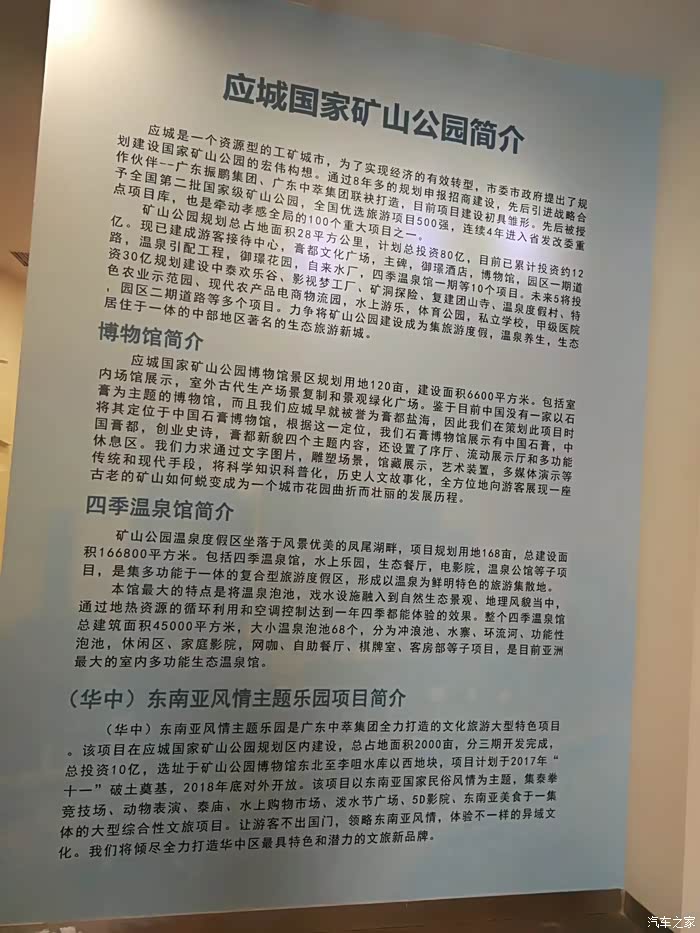 应城国家矿山公园简介
应城是一个资源型的工矿城市，为了实现经济的有效转型，市委市政府提出了规
划建设国家矿山公园的宏伟构想。通过8年多的规划申报招商建设，先后引进战略合
作伙伴--广东振鹏集团、广东中萃集团联袂打造，目前项目建设初具雏形。先后被授
予全国第二批国家级矿山公园，全国优选旅游项目500强，连续4年进入省发改委重
点项目库，也是牵动孝感全局的100个重大项目之一。
矿山公园规划总占地面积28平方公里，计划总投资80亿，目前已累计投资约12
亿。现已建成游客接待中心，膏都文化广场，主碑，御璟酒店，博物馆，园区一期道
路，温泉引配工程，御璟花园，自来水厂，四季温泉馆一期等10个项目。未来5将投
资30亿规划建设中泰欢乐谷、影视梦工厂、矿洞探险、复建团山寺、温泉度假村、特
色农业示范园、现代农产品电商物流园，水上游乐，体育公园，私立学校，甲级医院
，园区二期道路等多个项目。力争将矿山公园建设成为集旅游度假，温泉养生，生态
居住于一体的中部地区著名的生态旅游新城。
博物馆简介
应城国家矿山公园博物馆景区规划用地120亩，建设面积6600平方米。包括室
内场馆展示，室外古代生产场景复制和景观绿化广场。鉴于目前中国没有一家以石
膏为主题的博物馆，而且我们应城早就被誉为膏都盐海，因此我们在策划此项目时
将其定位于中国石膏博物馆，根据这一定位，我们石膏博物馆展示有中国石膏，中
国膏都，创业史诗，膏都新貌四个主题内容，还设置了序厅、流动展示厅和多功能
休息区。我们力求通过文字图片，雕塑场景，馆藏展示，艺术装置，多媒体演示等
传统和现代手段，将科学知识科普化，历史人文故事化，全方位地向游客展现一座
古老的矿山如何蜕变成为一个城市花园曲折而壮丽的发展历程。
四季温泉馆简介
矿山公园温泉度假区坐落于风景优美的凤尾湖畔，项目规划用地168亩，总建设面
积166800平方米。包括四季温泉馆，水上乐园，生态餐厅，电影院，温泉公馆等子项
目，是集多功能于一体的复合型旅游度假区，形成以温泉为鲜明特色的旅游集散地。
本馆最大的特点是将温泉泡池，戏水设施融入到自然生态景观、地理风貌当中，
通过地热资源的循环利用和空调控制达到一年四季都能体验的效果。整个四季温泉馆
总建筑面积45000平方米，大小温泉泡池68个，分为冲浪池、水寨、环流河、功能性
泡池，休闲区、家庭影院，网咖、自助餐厅、棋牌室、客房部等子项目，是目前亚洲
最大的室内多功能生态温泉馆。
（华中）东南亚风情主题乐园项目简介
（华中）东南亚风情主题乐园是广东中萃集团全力打造的文化旅游大型特色项目
。该项目在应城国家矿山公园规划区内建设，总占地面积2000亩，分三期开发完成，
总投资10亿，选址于矿山公园博物馆东北至李咀水库以西地块，项目计划于2017年“
十一”破土奠基，2018年底对外开放。该项目以东南亚国家民俗风情为主题，集泰拳
竞技场、动物表演、泰庙、水上购物市场、泼水节广场、5D影院、东南亚美食于一集
体的大型综合性文旅项目。让游客不出国门，领略东南亚风情，体验不一样的异域文
化。我们将倾尽全力打造华中区最具特色和潜力的文旅新品牌。
汽车之家